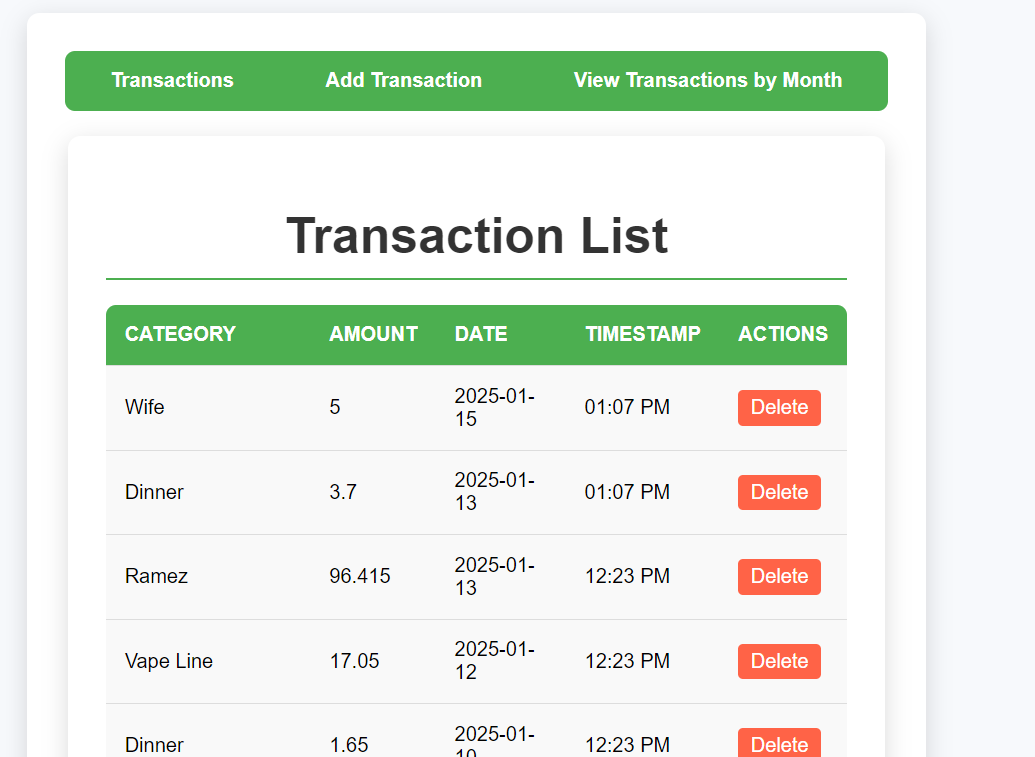 Transactions Add Transaction View Transactions by Month
Transaction List
CATEGORY AMOUNT DATE TIMESTAMP ACTIONS
Wife 5 2025-01-
15 01:07 PM Delete
Dinner 3.7 2025-01-
13 01:07 PM Delete
Ramez 96.415 2025-01-
13 12:23 PM Delete
Vape Line 17.05 2025-01-
12 12:23 PM Delete
Dinner 1.65 2025-01-
10 12:23 PM Delete